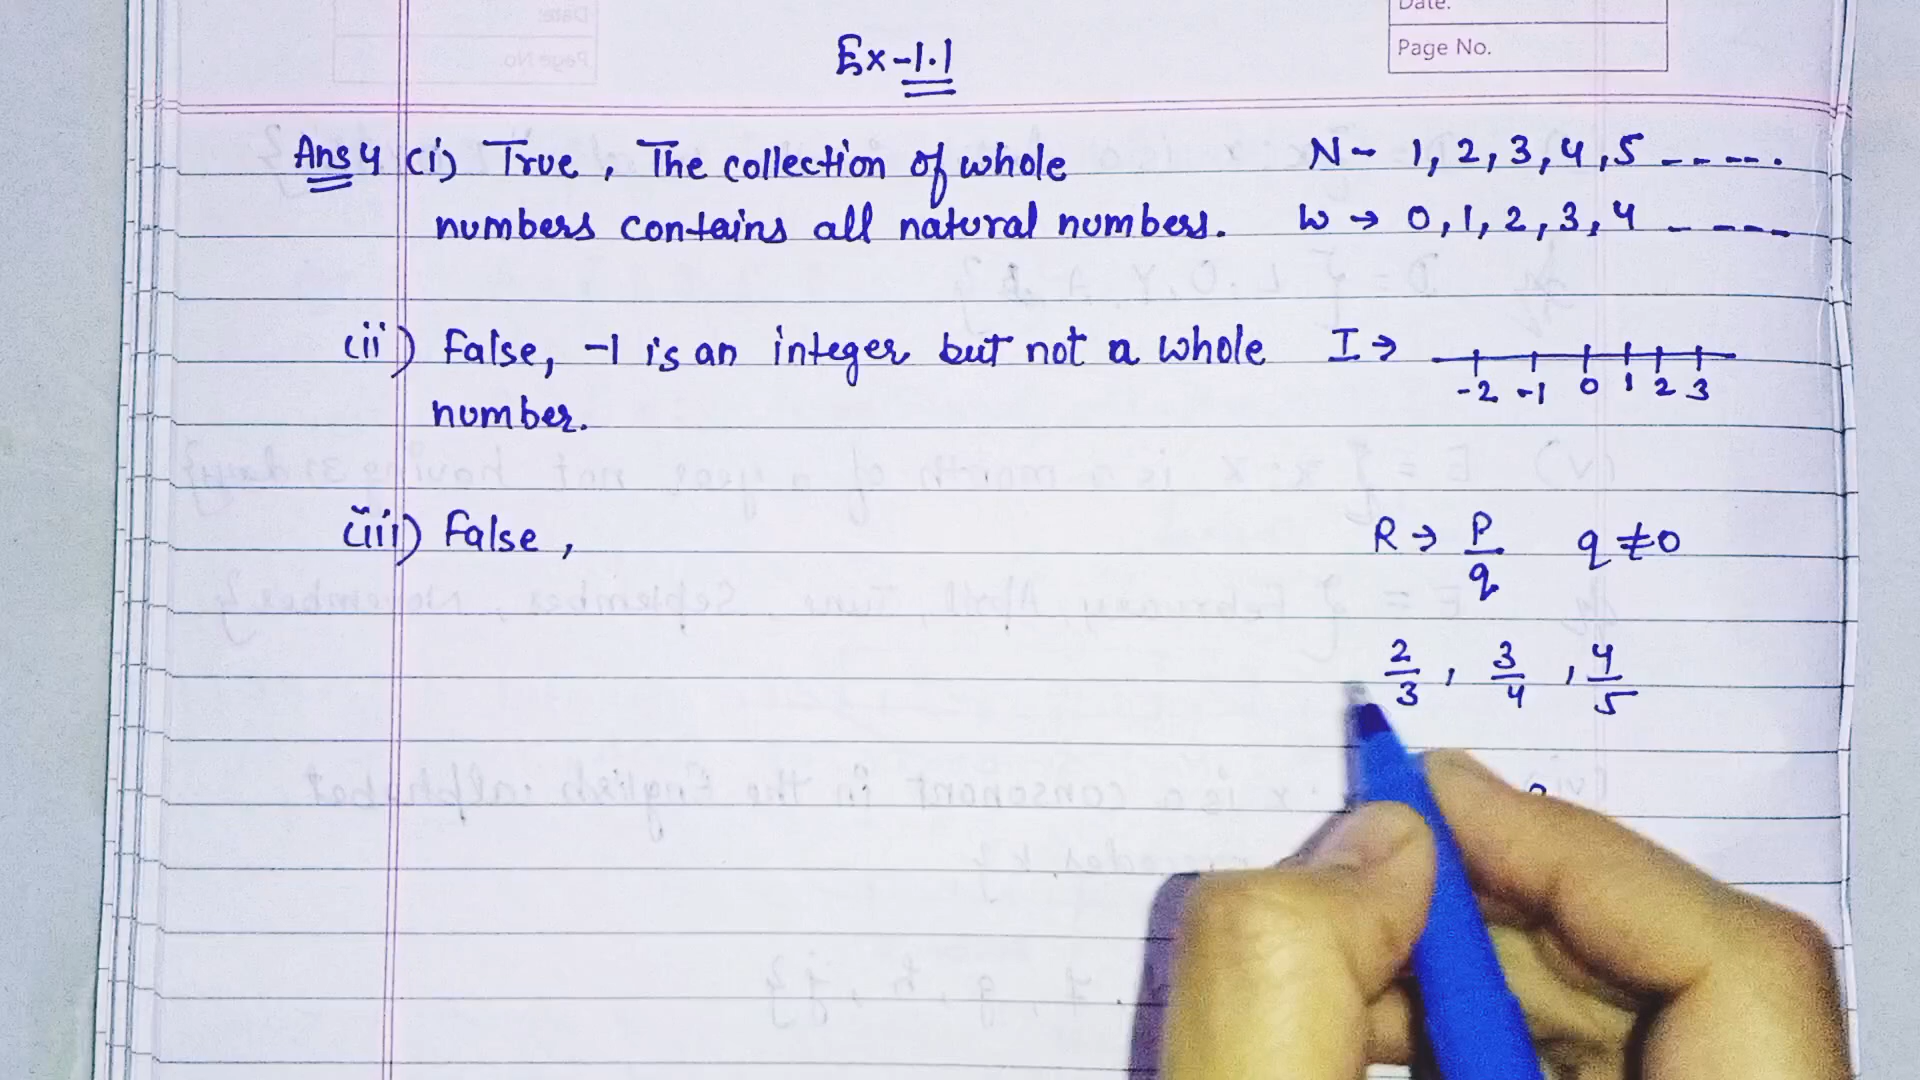 Date.
Page No.
Ex-1.1
Ans 4 (i) True, The collection of whole
numbers contains all natural numbers.
N- 1, 2, 3, 4, 5 -----.
W → 0, 1, 2, 3, 4 -----
(ii) False, -1 is an integer but not a whole
number.
I →
-2 -1 0 1 2 3
(iii) False,
R → P/q q ≠ 0
2/3, 3/4, 4/5